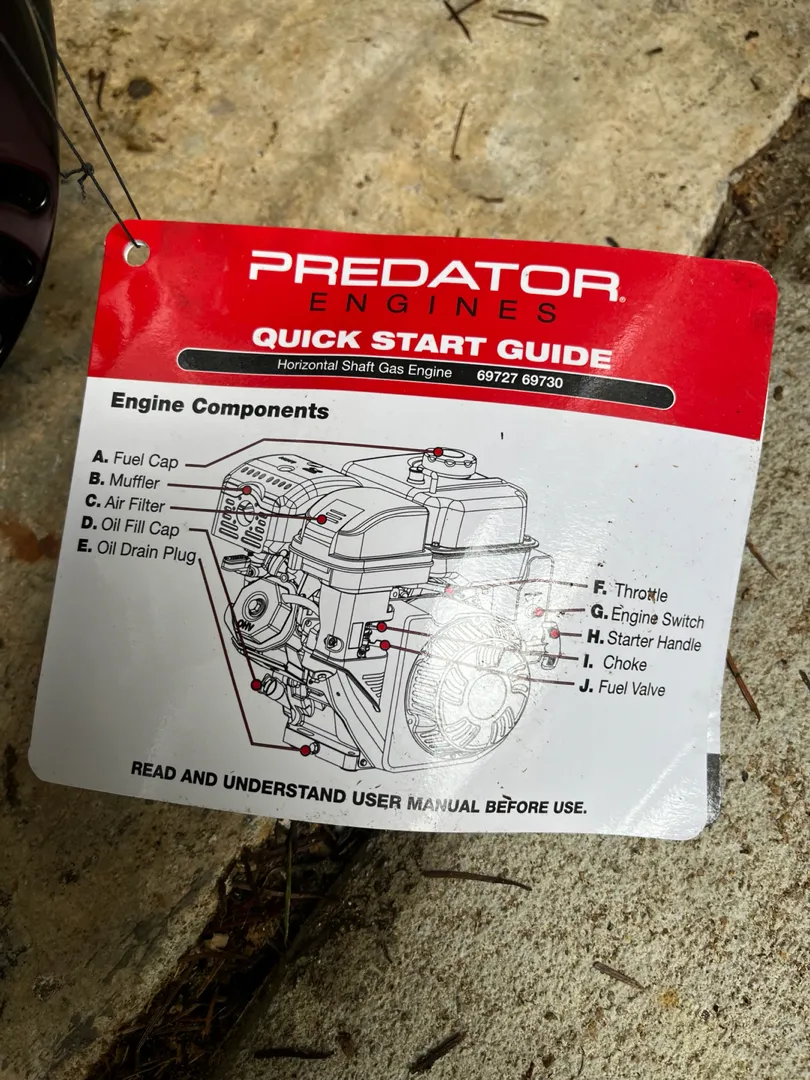 PREDATOR®
ENGINES
QUICK START GUIDE
Horizontal Shaft Gas Engine 69727 69730
Engine Components
A. Fuel Cap
B. Muffler
C. Air Filter
D. Oil Fill Cap
E. Oil Drain Plug
F. Throttle
G. Engine Switch
H. Starter Handle
I. Choke
J. Fuel Valve
READ AND UNDERSTAND USER MANUAL BEFORE USE.